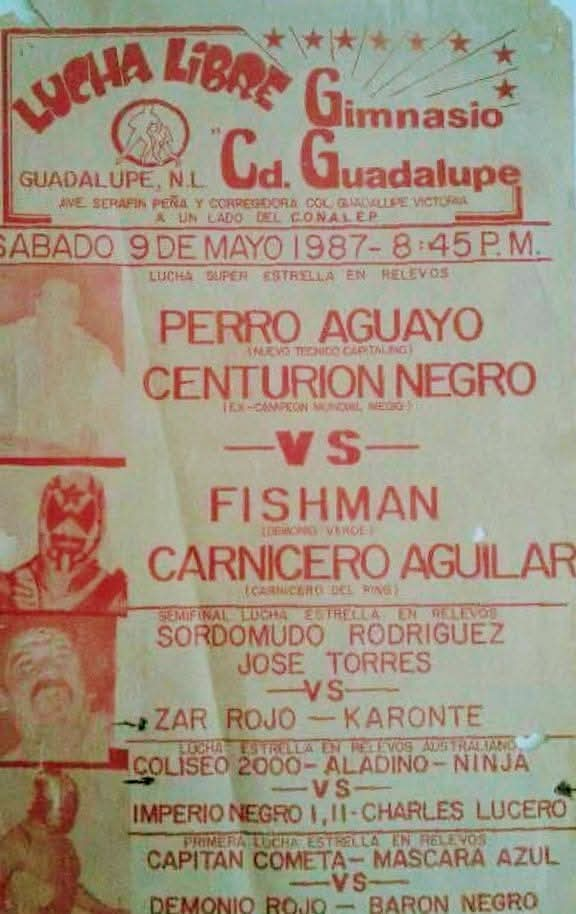 LUCHA LIBRE
Gimnasio
"Cd. Guadalupe
GUADALUPE, N.L.
AVE. SERAFIN PEÑA Y CORREGIDORA COL. GUADALUPE VICTORIA
A UN LADO DEL C.O.N.A.L.E.P.
SABADO 9 DE MAYO 1987 - 8:45 P.M.
LUCHA SUPER ESTRELLA EN RELEVOS
PERRO AGUAYO
(NUEVO TECNICO CAPITALINO)
CENTURION NEGRO
(EX-CAMPEON MUNDIAL MEDIO)
—VS—
FISHMAN
(DEMONIO VERDE)
CARNICERO AGUILAR
(CARNICERO DEL RING)
SEMIFINAL LUCHA ESTRELLA EN RELEVOS
SORDOMUDO RODRIGUEZ
JOSE TORRES
—VS—
ZAR ROJO — KARONTE
LUCHA ESTRELLA EN RELEVOS AUSTRALIANO
COLISEO 2000 - ALADINO - NINJA
—VS—
IMPERIO NEGRO I, II - CHARLES LUCERO
PRIMERA LUCHA ESTRELLA EN RELEVOS
CAPITAN COMETA — MASCARA AZUL
—VS—
DEMONIO ROJO — BARON NEGRO